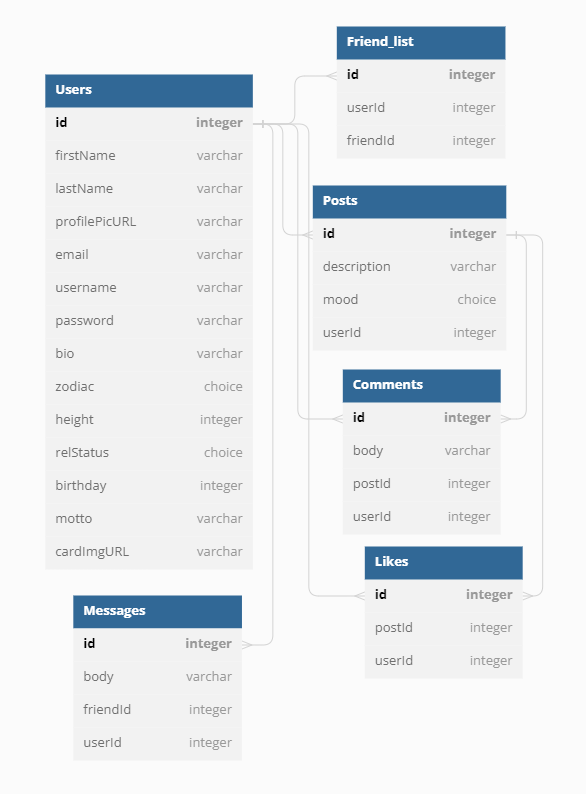 Friend_list
id integer
userId integer
friendId integer
Users
id integer
firstName varchar
lastName varchar
profilePicURL varchar
email varchar
username varchar
password varchar
bio varchar
zodiac choice
height integer
relStatus choice
birthday integer
motto varchar
cardImgURL varchar
Posts
id integer
description varchar
mood choice
userId integer
Comments
id integer
body varchar
postId integer
userId integer
Likes
id integer
postId integer
userId integer
Messages
id integer
body varchar
friendId integer
userId integer